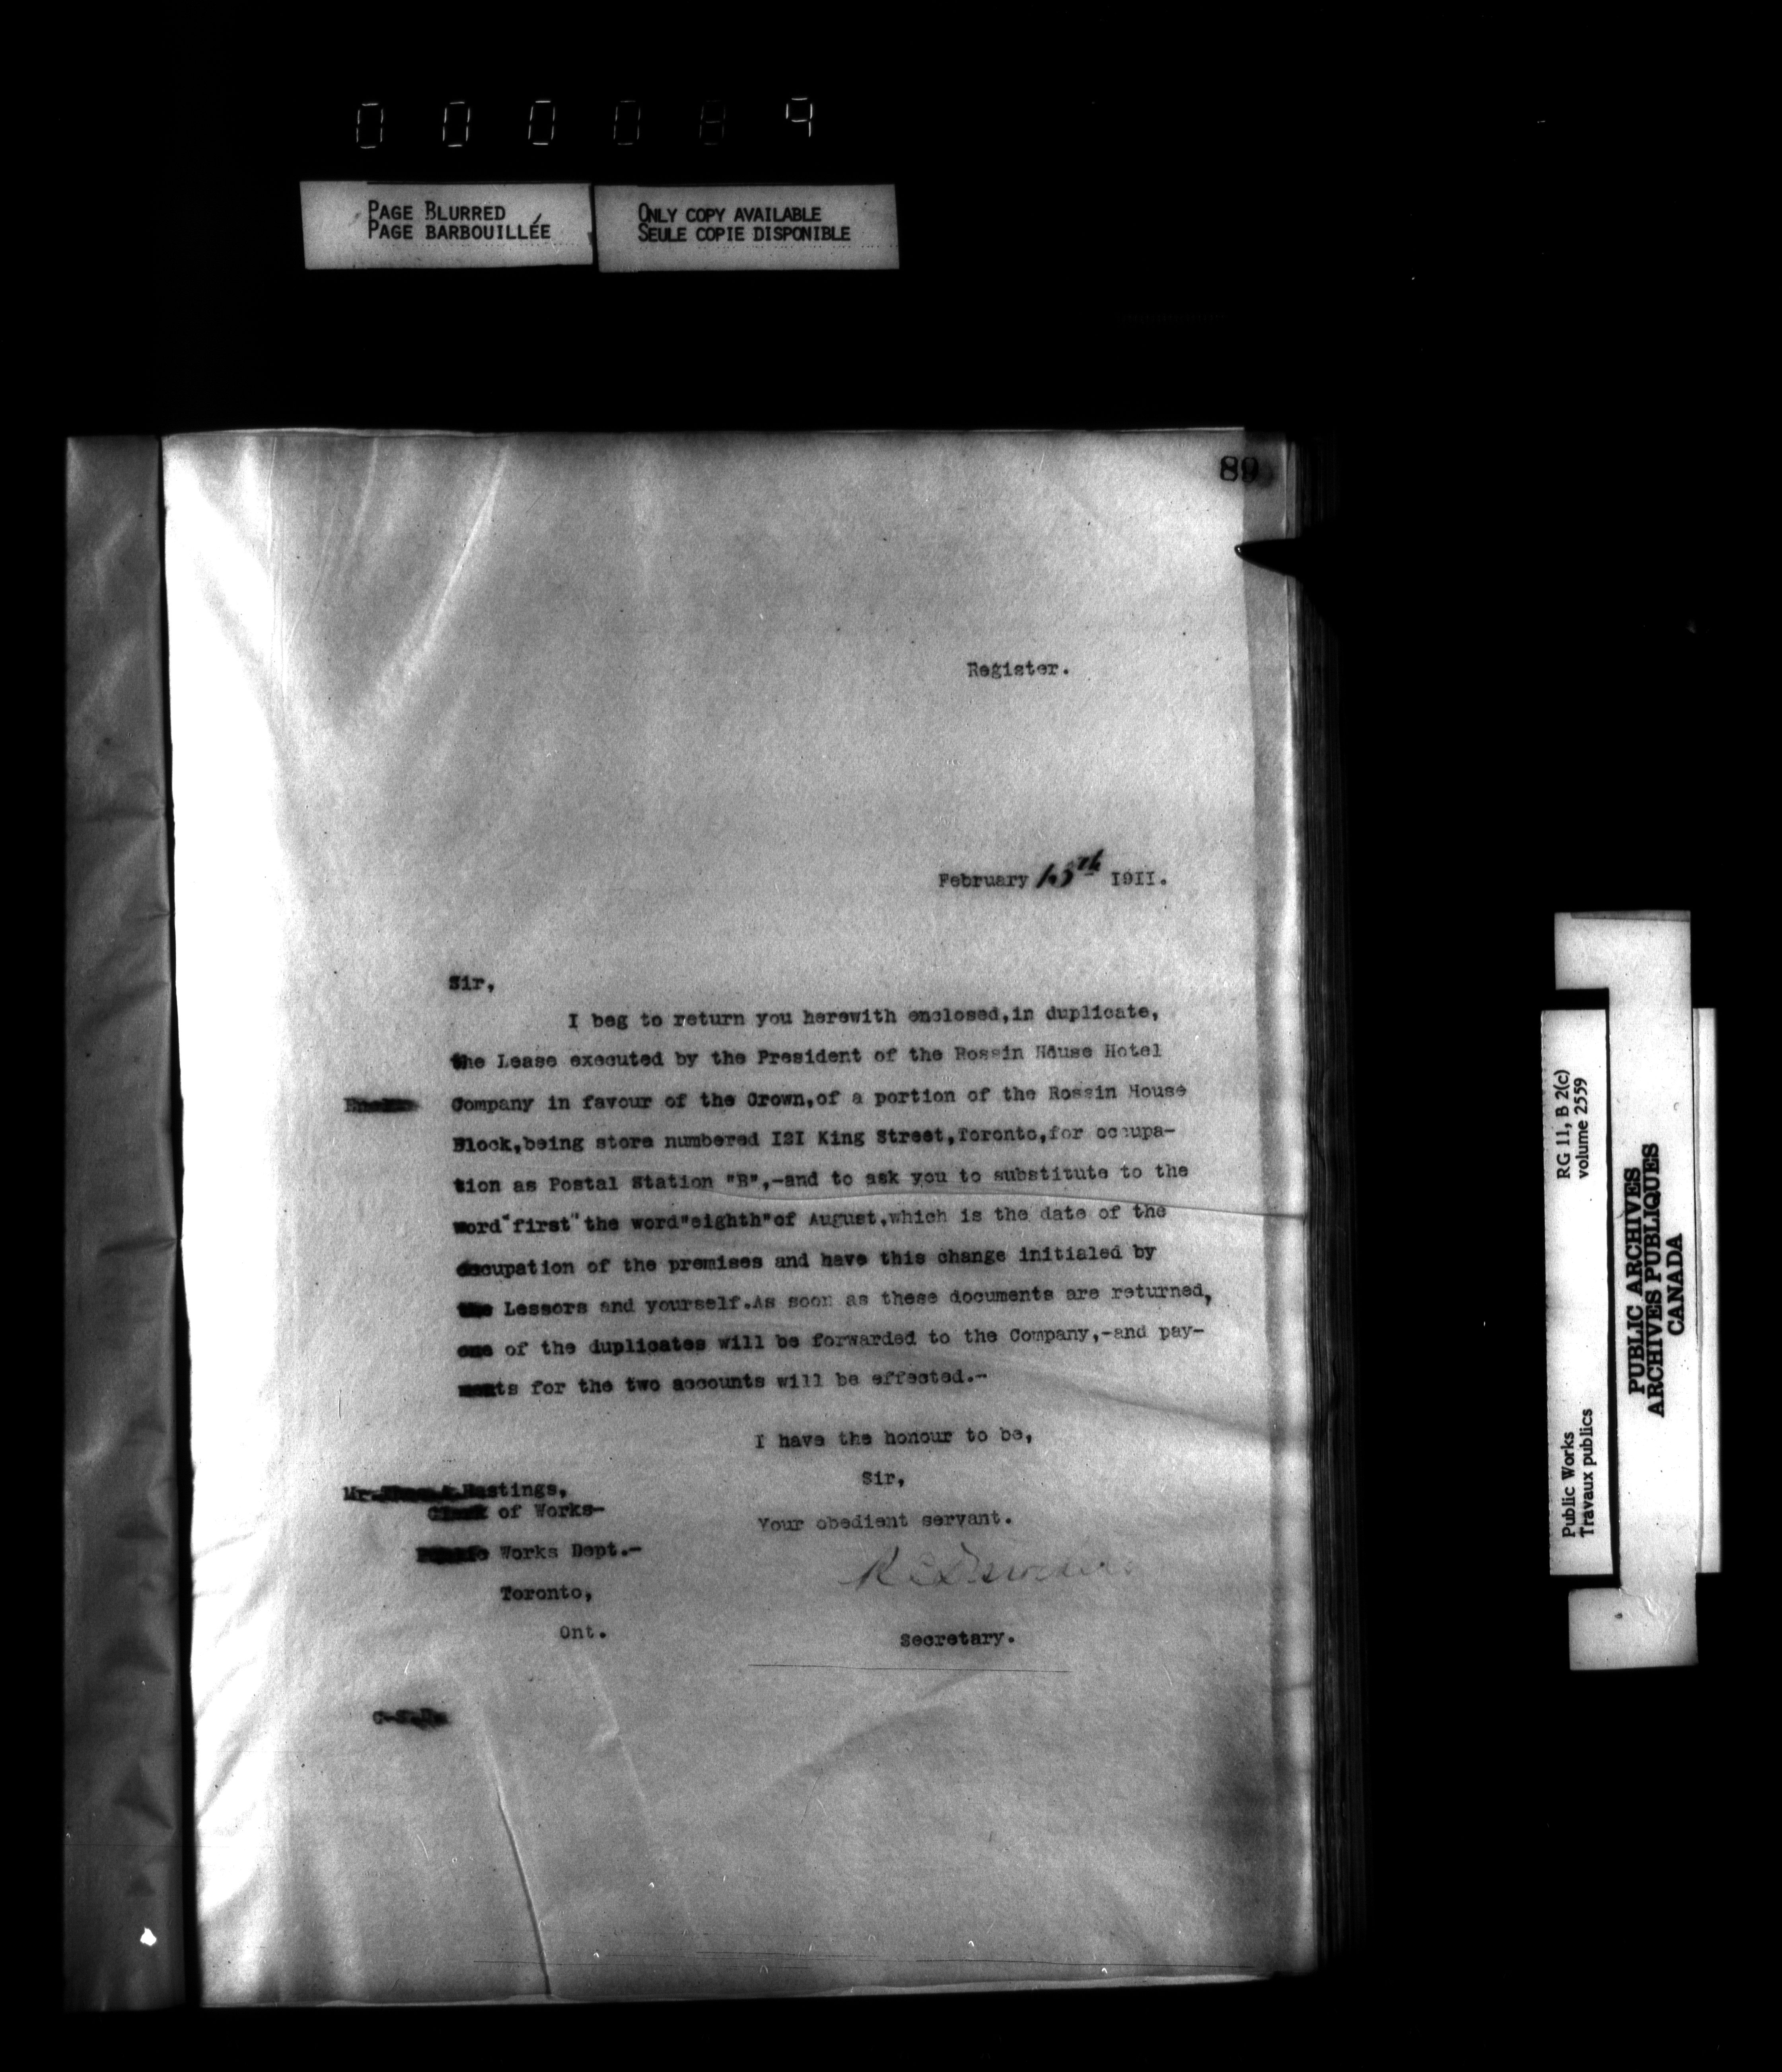 000089
PAGE BLURRED
PAGE BARBOUILLÉE
ONLY COPY AVAILABLE
SEULE COPIE DISPONIBLE
89
Register.
February 13th 1911.
Sir,
I beg to return you herewith enclosed,in duplicate,
the Lease executed by the President of the Rossin House Hotel
Company in favour of the Crown,of a portion of the Rossin House
Block,being store numbered I2I King Street,Toronto,for occupa-
tion as Postal Station "B",-and to ask you to substitute to the
word"first"the word"eighth"of August,which is the date of the
occupation of the premises and have this change initialed by
the Lessors and yourself.As soon as these documents are returned,
one of the duplicates will be forwarded to the Company,-and pay-
ments for the two accounts will be effected.-
I have the honour to be,
Sir,
Your obedient servant.
Secretary.
Mr. Hastings,
Clerk of Works-
Public Works Dept.-
Toronto,
Ont.
RG 11, B 2(c)
volume 2559
Public Works
Travaux publics
PUBLIC ARCHIVES
ARCHIVES PUBLIQUES
CANADA